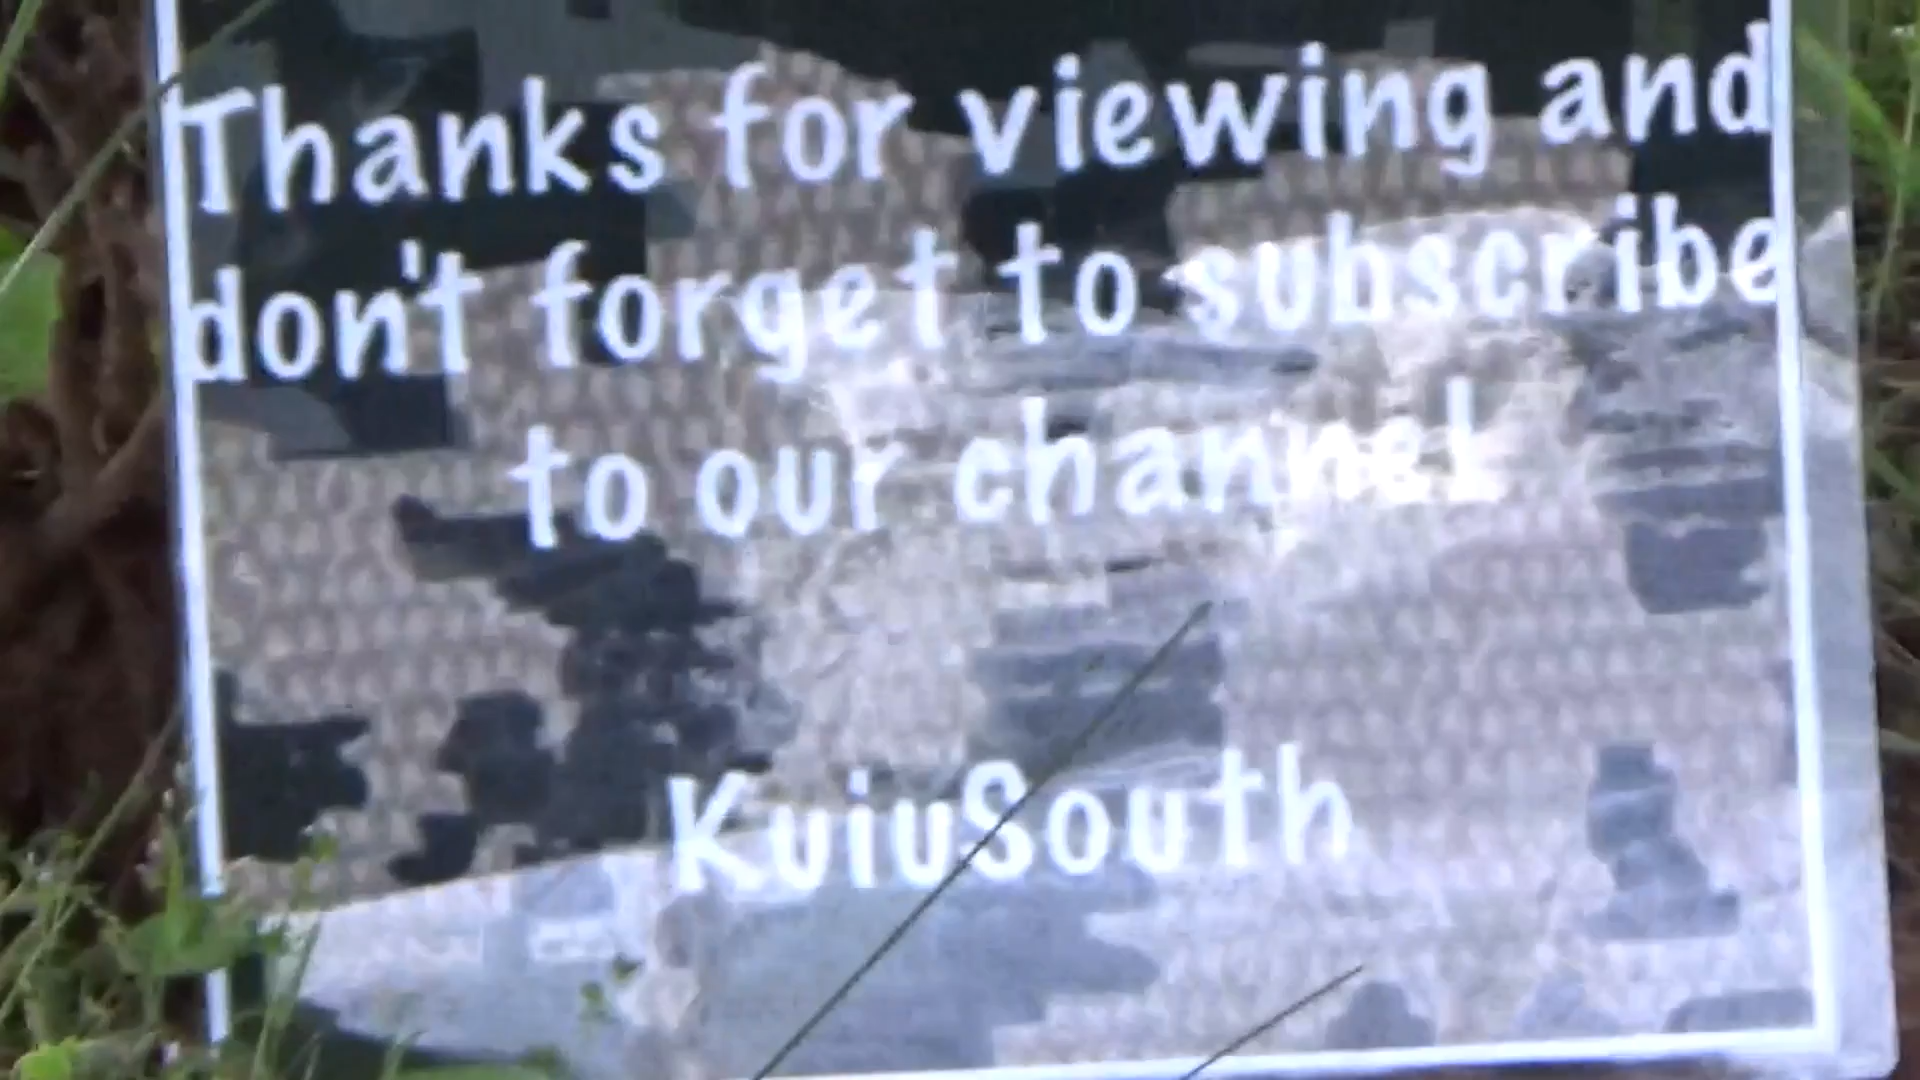 Thanks for viewing and
don't forget to subscribe
to our channel
KuiuSouth